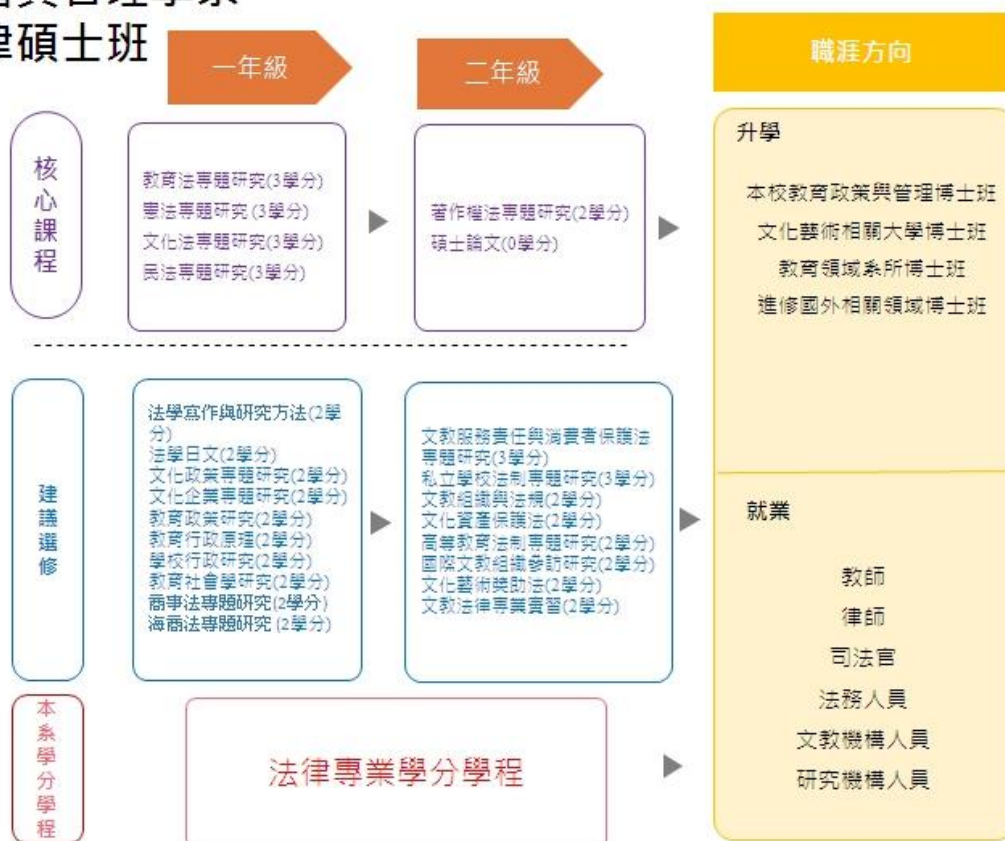 與管理學系
律碩士班
一年級
二年級
職涯方向
核心課程
教育法專題研究(3學分)
憲法專題研究 (3學分)
文化法專題研究(3學分)
民法專題研究(3學分)
著作權法專題研究(2學分)
碩士論文(0學分)
升學
本校教育政策與管理博士班
文化藝術相關大學博士班
教育領域系所博士班
進修國外相關領域博士班
建議選修
法學寫作與研究方法(2學
分)
法學日文(2學分)
文化政策專題研究(2學分)
文化企業專題研究(2學分)
教育政策研究(2學分)
教育行政原理(2學分)
學校行政研究(2學分)
教育社會學研究(2學分)
商事法專題研究(2學分)
海商法專題研究 (2學分)
文教服務責任與消費者保護法
專題研究(3學分)
私立學校法制專題研究(3學分)
文教組織與法規(2學分)
文化資產保護法(2學分)
高等教育法制專題研究(2學分)
國際文教組織參訪研究(2學分)
文化藝術獎助法(2學分)
文教法律專業實習(2學分)
就業
教師
律師
司法官
法務人員
文教機構人員
研究機構人員
本系學分學程
法律專業學分學程